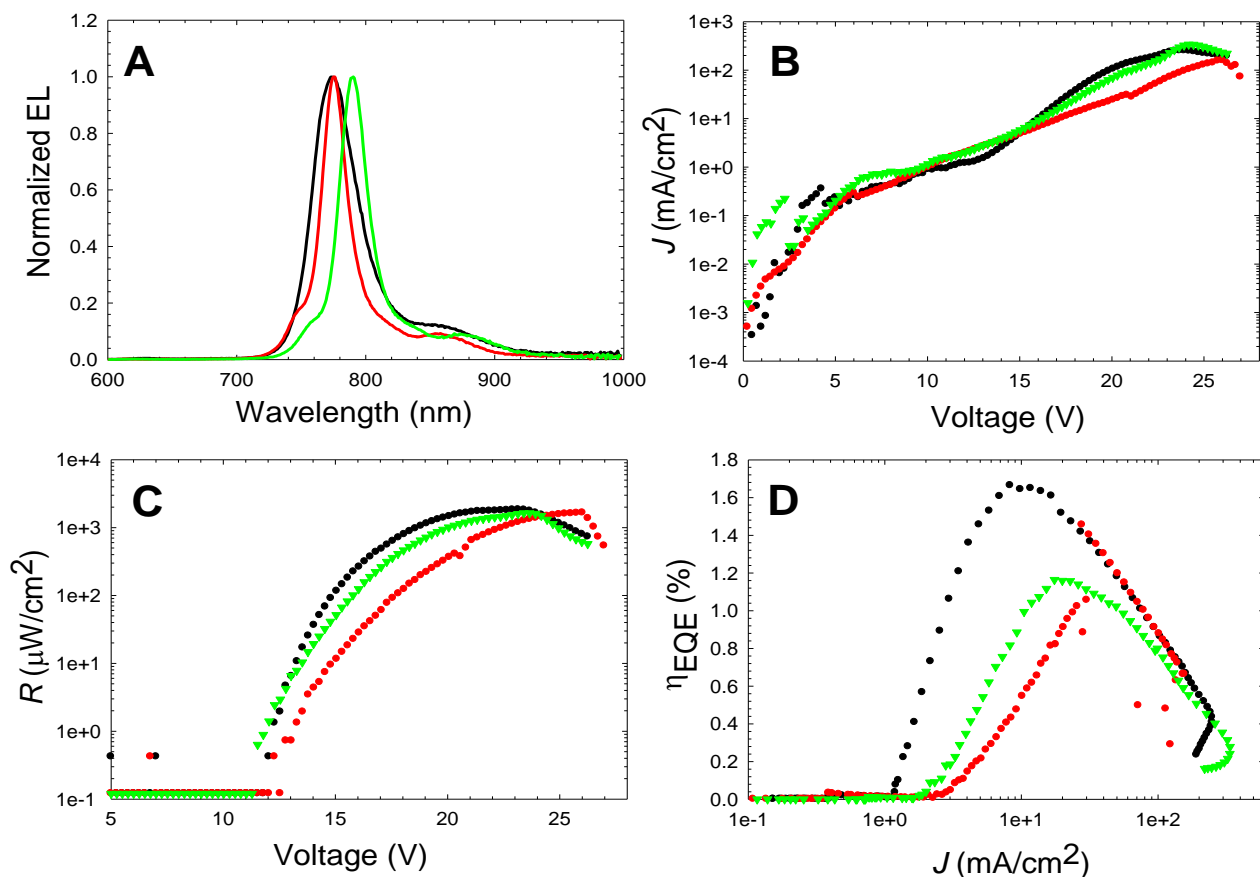 A
Normalized EL
1.2
1.0
0.8
0.6
0.4
0.2
0.0
600 700 800 900 1000
Wavelength (nm)
B
J (mA/cm2)
1e+3
1e+2
1e+1
1e+0
1e-1
1e-2
1e-3
1e-4
0 5 10 15 20 25
Voltage (V)
C
R (μW/cm2)
1e+4
1e+3
1e+2
1e+1
1e+0
1e-1
5 10 15 20 25
Voltage (V)
D
ηEQE (%)
1.8
1.6
1.4
1.2
1.0
0.8
0.6
0.4
0.2
0.0
1e-1 1e+0 1e+1 1e+2
J (mA/cm2)